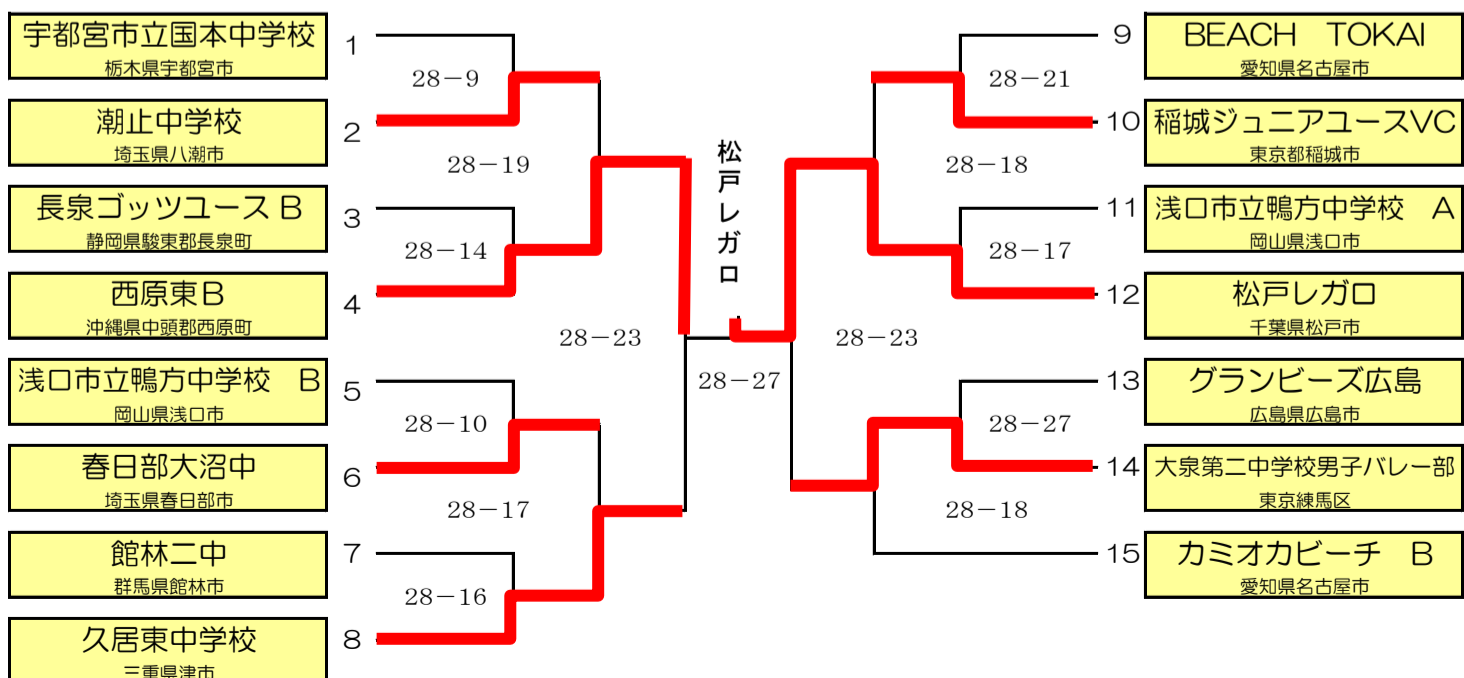 宇都宮市立国本中学校
栃木県宇都宮市
1
潮止中学校
埼玉県八潮市
2
長泉ゴッツユース B
静岡県駿東郡長泉町
3
西原東B
沖縄県中頭郡西原町
4
浅口市立鴨方中学校 B
岡山県浅口市
5
春日部大沼中
埼玉県春日部市
6
館林二中
群馬県館林市
7
久居東中学校
三重県津市
8
28-9
28-19
28-14
28-23
28-10
28-17
28-16
松戸レガロ
28-27
28-21
28-18
28-17
28-23
28-27
28-18
9
BEACH TOKAI
愛知県名古屋市
10
稲城ジュニアユースVC
東京都稲城市
11
浅口市立鴨方中学校 A
岡山県浅口市
12
松戸レガロ
千葉県松戸市
13
グランビーズ広島
広島県広島市
14
大泉第二中学校男子バレー部
東京練馬区
15
カミオカビーチ B
愛知県名古屋市